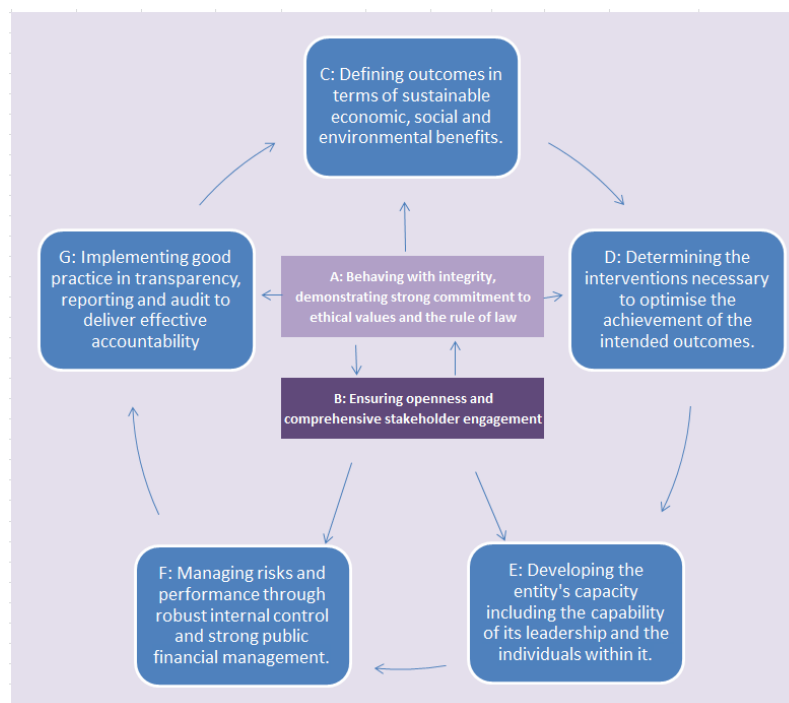 C: Defining outcomes in
terms of sustainable
economic, social and
environmental benefits.
G: Implementing good
practice in transparency,
reporting and audit to
deliver effective
accountability
A: Behaving with integrity,
demonstrating strong commitment to
ethical values and the rule of law
D: Determining the
interventions necessary
to optimise the
achievement of the
intended outcomes.
B: Ensuring openness and
comprehensive stakeholder engagement
F: Managing risks and
performance through
robust internal control
and strong public
financial management.
E: Developing the
entity's capacity
including the capability
of its leadership and the
individuals within it.